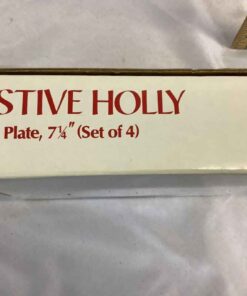 STIVE HOLLY
Plate, 7¼" (Set of 4)